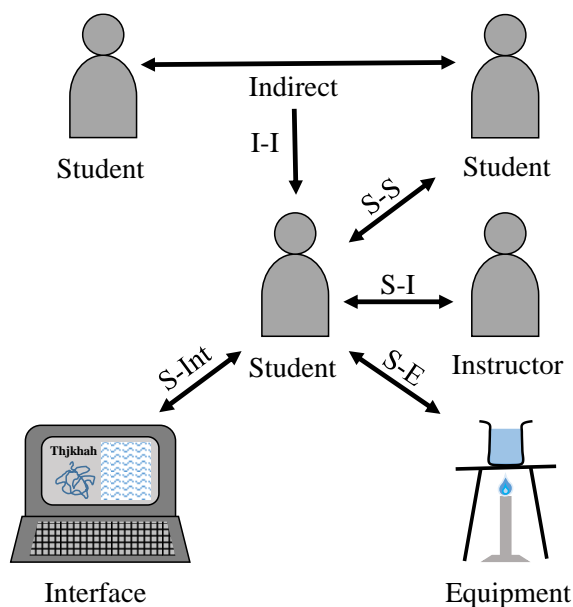 Indirect
Student
I-I
Student
S-S
S-I
Student
Instructor
S-Int
S-E
Thjkhah
Interface
Equipment